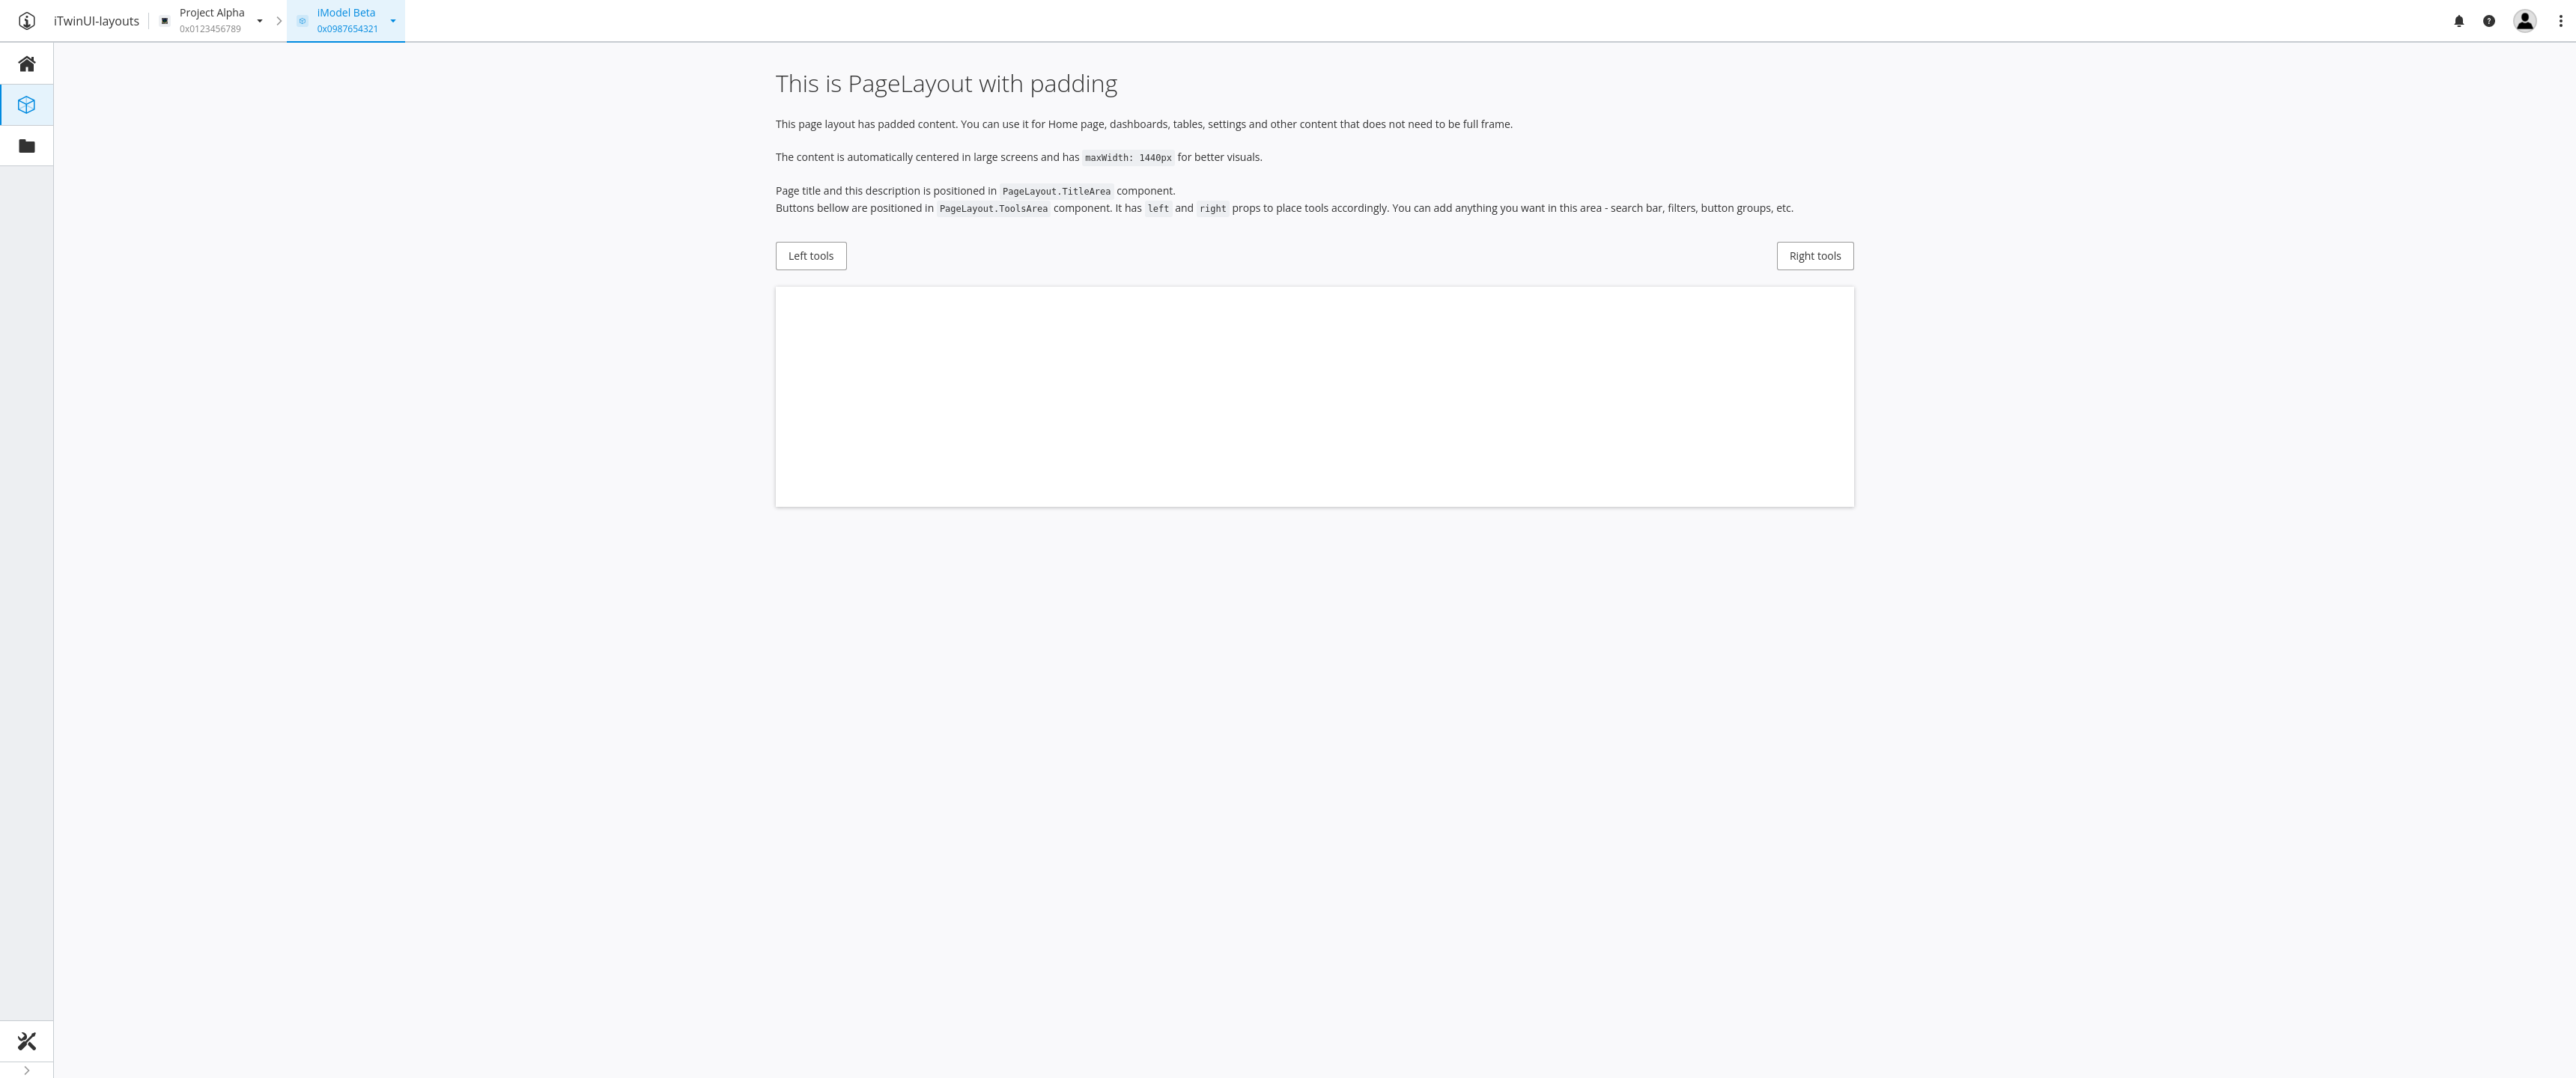 iTwinUI-layouts
Project Alpha
0x0123456789
iModel Beta
0x0987654321
This is PageLayout with padding
This page layout has padded content. You can use it for Home page, dashboards, tables, settings and other content that does not need to be full frame.
The content is automatically centered in large screens and has maxWidth: 1440px for better visuals.
Page title and this description is positioned in PageLayout.TitleArea component.
Buttons bellow are positioned in PageLayout.ToolsArea component. It has left and right props to place tools accordingly. You can add anything you want in this area - search bar, filters, button groups, etc.
Left tools
Right tools